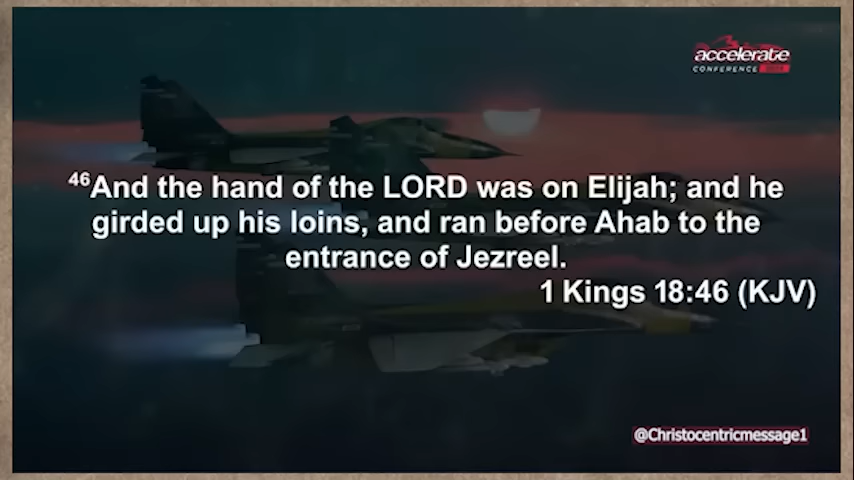 accelerate
CONFERENCE
46And the hand of the LORD was on Elijah; and he
girded up his loins, and ran before Ahab to the
entrance of Jezreel.
1 Kings 18:46 (KJV)
@Christocentricmessage1